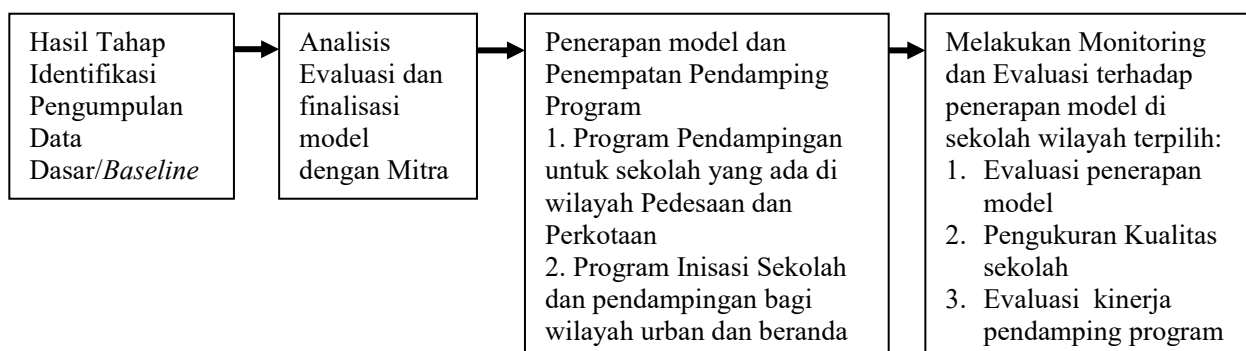 Hasil Tahap
Identifikasi
Pengumpulan
Data
Dasar/Baseline
Analisis
Evaluasi dan
finalisasi
model
dengan Mitra
Penerapan model dan
Penempatan Pendamping
Program
1. Program Pendampingan
untuk sekolah yang ada di
wilayah Pedesaan dan
Perkotaan
2. Program Inisasi Sekolah
dan pendampingan bagi
wilayah urban dan beranda
Melakukan Monitoring
dan Evaluasi terhadap
penerapan model di
sekolah wilayah terpilih:
1. Evaluasi penerapan
model
2. Pengukuran Kualitas
sekolah
3. Evaluasi kinerja
pendamping program